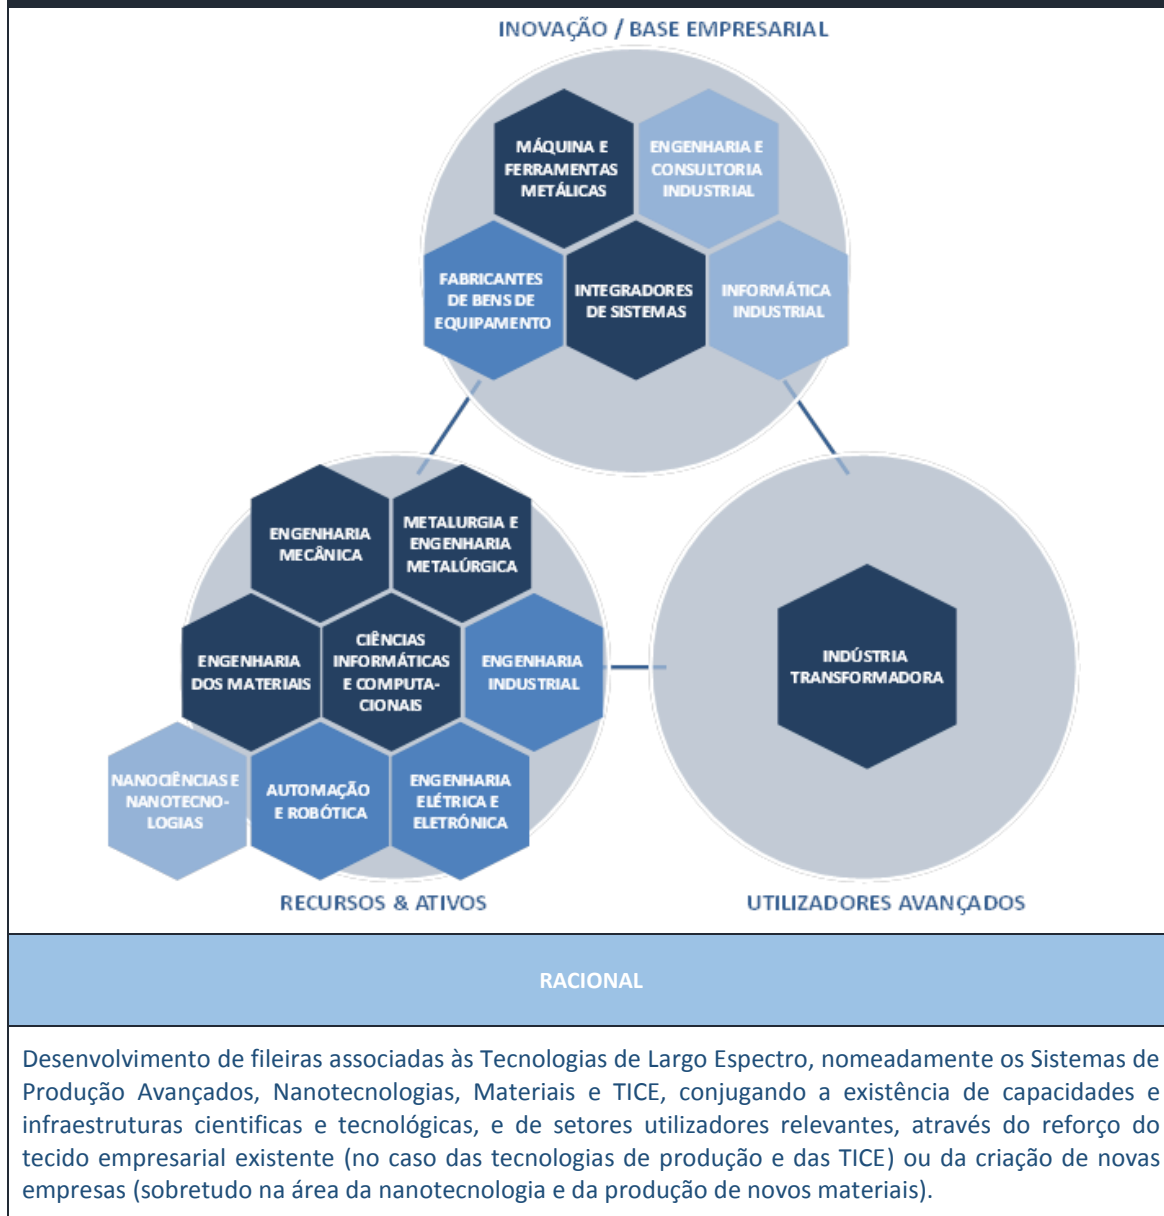 INOVAÇÃO / BASE EMPRESARIAL
MÁQUINA E
FERRAMENTAS
METÁLICAS
ENGENHARIA E
CONSULTORIA
INDUSTRIAL
FABRICANTES
DE BENS DE
EQUIPAMENTO
INTEGRADORES
DE SISTEMAS
INFORMÁTICA
INDUSTRIAL
ENGENHARIA
MECÂNICA
METALURGIA E
ENGENHARIA
METALÚRGICA
ENGENHARIA
DOS MATERIAIS
CIÊNCIAS
INFORMÁTICAS
E COMPUTA-
CIONAIS
ENGENHARIA
INDUSTRIAL
NANOCIÊNCIAS E
NANOTECNO-
LOGIAS
AUTOMAÇÃO
E ROBÓTICA
ENGENHARIA
ELÉTRICA E
ELETRÓNICA
INDÚSTRIA
TRANSFORMADORA
RECURSOS & ATIVOS
UTILIZADORES AVANÇADOS
RACIONAL
Desenvolvimento de fileiras associadas às Tecnologias de Largo Espectro, nomeadamente os Sistemas de
Produção Avançados, Nanotecnologias, Materiais e TICE, conjugando a existência de capacidades e
infraestruturas cientificas e tecnológicas, e de setores utilizadores relevantes, através do reforço do
tecido empresarial existente (no caso das tecnologias de produção e das TICE) ou da criação de novas
empresas (sobretudo na área da nanotecnologia e da produção de novos materiais).